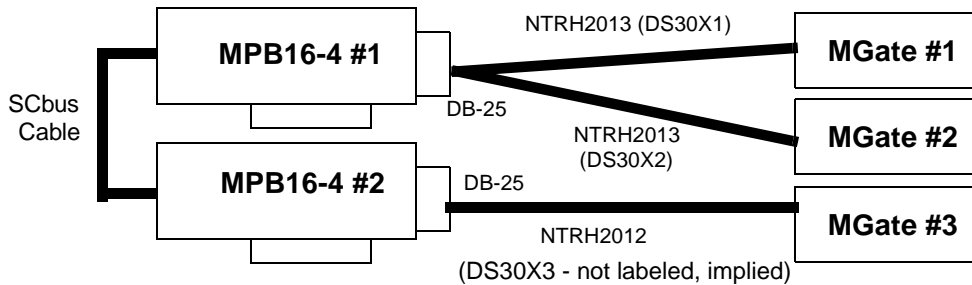 NTRH2013 (DS30X1)
MPB16-4 #1
MGate #1
SCbus
Cable
DB-25
NTRH2013
(DS30X2)
MGate #2
MPB16-4 #2
DB-25
MGate #3
NTRH2012
(DS30X3 - not labeled, implied)